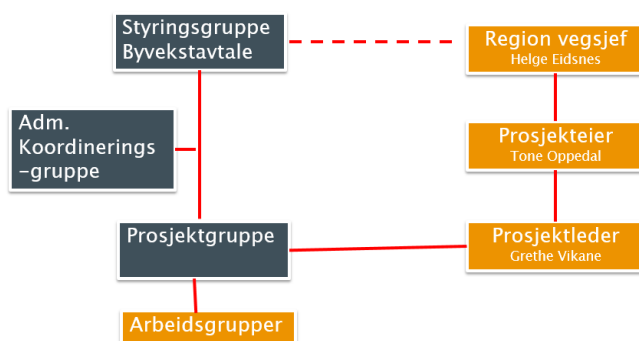 Styringsgruppe
Byvekstavtale
Region vegsjef
Helge Eidsnes
Adm.
Koordinerings
-gruppe
Prosjekteier
Tone Oppedal
Prosjektgruppe
Prosjektleder
Grethe Vikane
Arbeidsgrupper